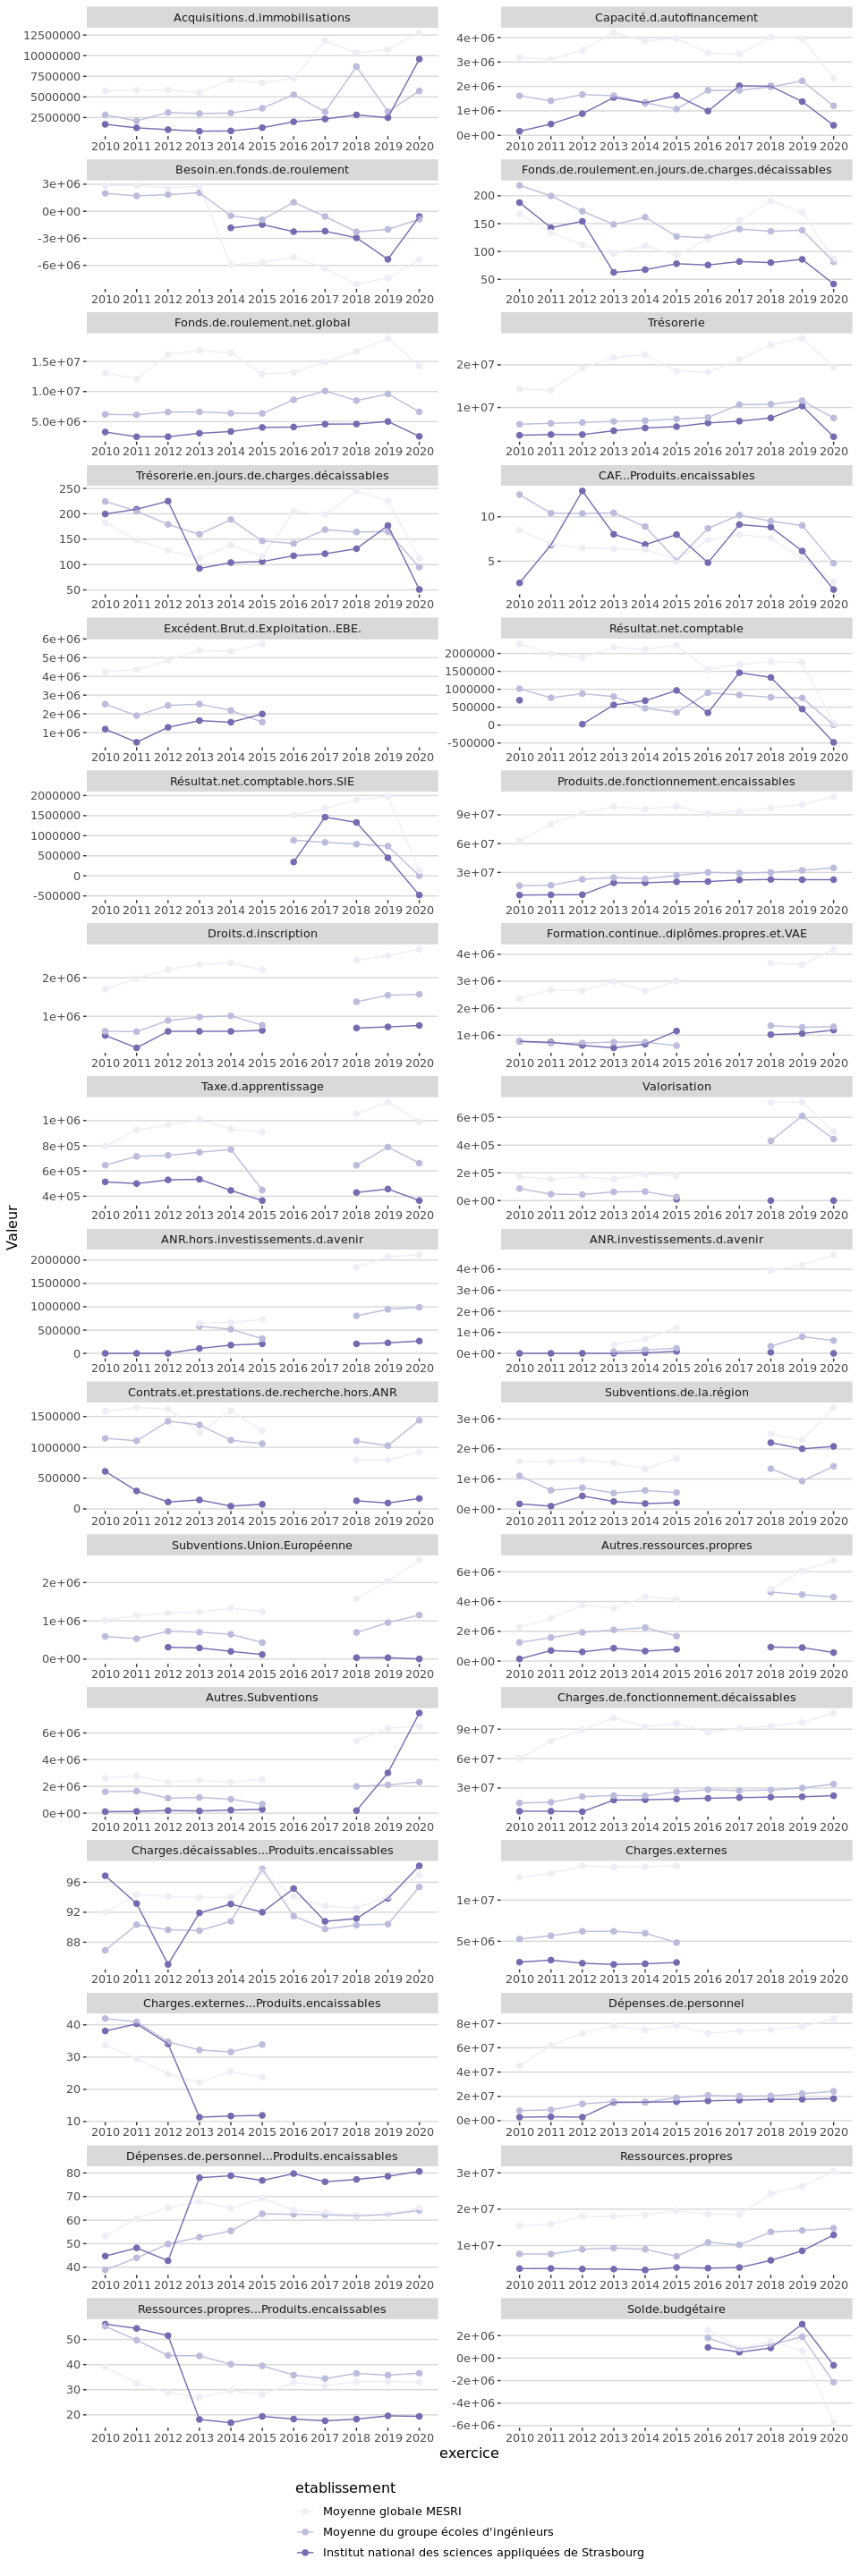 Acquisitions.d.immobilisations
12500000
10000000
7500000
5000000
2500000
2010 2011 2012 2013 2014 2015 2016 2017 2018 2019 2020
Capacité.d.autofinancement
4e+06
3e+06
2e+06
1e+06
0e+00
2010 2011 2012 2013 2014 2015 2016 2017 2018 2019 2020
Besoin.en.fonds.de.roulement
3e+06
0e+00
-3e+06
-6e+06
2010 2011 2012 2013 2014 2015 2016 2017 2018 2019 2020
Fonds.de.roulement.en.jours.de.charges.décaissables
200
150
100
50
2010 2011 2012 2013 2014 2015 2016 2017 2018 2019 2020
Fonds.de.roulement.net.global
1.5e+07
1.0e+07
5.0e+06
2010 2011 2012 2013 2014 2015 2016 2017 2018 2019 2020
Trésorerie
2e+07
1e+07
2010 2011 2012 2013 2014 2015 2016 2017 2018 2019 2020
Trésorerie.en.jours.de.charges.décaissables
250
200
150
100
50
2010 2011 2012 2013 2014 2015 2016 2017 2018 2019 2020
CAF...Produits.encaissables
10
5
2010 2011 2012 2013 2014 2015 2016 2017 2018 2019 2020
Excédent.Brut.d.Exploitation..EBE.
6e+06
5e+06
4e+06
3e+06
2e+06
1e+06
2010 2011 2012 2013 2014 2015 2016 2017 2018 2019 2020
Résultat.net.comptable
2000000
1500000
1000000
500000
0
-500000
2010 2011 2012 2013 2014 2015 2016 2017 2018 2019 2020
Résultat.net.comptable.hors.SIE
2000000
1500000
1000000
500000
0
-500000
2010 2011 2012 2013 2014 2015 2016 2017 2018 2019 2020
Produits.de.fonctionnement.encaissables
9e+07
6e+07
3e+07
2010 2011 2012 2013 2014 2015 2016 2017 2018 2019 2020
Droits.d.inscription
2e+06
1e+06
2010 2011 2012 2013 2014 2015 2016 2017 2018 2019 2020
Formation.continue..diplômes.propres.et.VAE
4e+06
3e+06
2e+06
1e+06
2010 2011 2012 2013 2014 2015 2016 2017 2018 2019 2020
Taxe.d.apprentissage
1e+06
8e+05
6e+05
4e+05
2010 2011 2012 2013 2014 2015 2016 2017 2018 2019 2020
Valorisation
6e+05
4e+05
2e+05
0e+00
2010 2011 2012 2013 2014 2015 2016 2017 2018 2019 2020
Valeur
ANR.hors.investissements.d.avenir
2000000
1500000
1000000
500000
0
2010 2011 2012 2013 2014 2015 2016 2017 2018 2019 2020
ANR.investissements.d.avenir
4e+06
3e+06
2e+06
1e+06
0e+00
2010 2011 2012 2013 2014 2015 2016 2017 2018 2019 2020
Contrats.et.prestations.de.recherche.hors.ANR
1500000
1000000
500000
0
2010 2011 2012 2013 2014 2015 2016 2017 2018 2019 2020
Subventions.de.la.région
3e+06
2e+06
1e+06
0e+00
2010 2011 2012 2013 2014 2015 2016 2017 2018 2019 2020
Subventions.Union.Européenne
2e+06
1e+06
0e+00
2010 2011 2012 2013 2014 2015 2016 2017 2018 2019 2020
Autres.ressources.propres
6e+06
4e+06
2e+06
0e+00
2010 2011 2012 2013 2014 2015 2016 2017 2018 2019 2020
Autres.Subventions
6e+06
4e+06
2e+06
0e+00
2010 2011 2012 2013 2014 2015 2016 2017 2018 2019 2020
Charges.de.fonctionnement.décaissables
9e+07
6e+07
3e+07
2010 2011 2012 2013 2014 2015 2016 2017 2018 2019 2020
Charges.décaissables...Produits.encaissables
96
92
88
2010 2011 2012 2013 2014 2015 2016 2017 2018 2019 2020
Charges.externes
1e+07
5e+06
2010 2011 2012 2013 2014 2015 2016 2017 2018 2019 2020
Charges.externes...Produits.encaissables
40
30
20
10
2010 2011 2012 2013 2014 2015 2016 2017 2018 2019 2020
Dépenses.de.personnel
8e+07
6e+07
4e+07
2e+07
0e+00
2010 2011 2012 2013 2014 2015 2016 2017 2018 2019 2020
Dépenses.de.personnel...Produits.encaissables
80
70
60
50
40
2010 2011 2012 2013 2014 2015 2016 2017 2018 2019 2020
Ressources.propres
3e+07
2e+07
1e+07
2010 2011 2012 2013 2014 2015 2016 2017 2018 2019 2020
Ressources.propres...Produits.encaissables
50
40
30
20
2010 2011 2012 2013 2014 2015 2016 2017 2018 2019 2020
Solde.budgétaire
2e+06
0e+00
-2e+06
-4e+06
-6e+06
2010 2011 2012 2013 2014 2015 2016 2017 2018 2019 2020
exercice
etablissement
Moyenne globale MESRI
Moyenne du groupe écoles d'ingénieurs
Institut national des sciences appliquées de Strasbourg